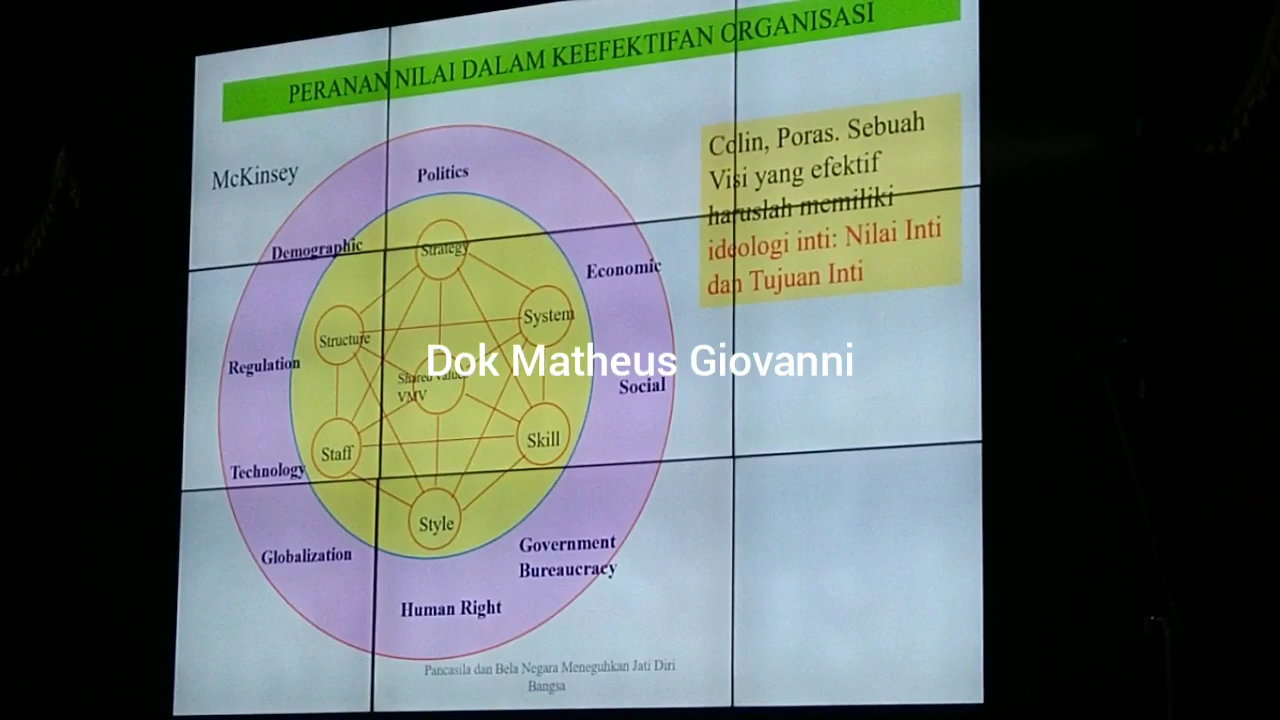 PERANAN NILAI DALAM KEEFEKTIFAN ORGANISASI
McKinsey
Colin, Poras. Sebuah
Visi yang efektif
haruslah memiliki
ideologi inti: Nilai Inti
dan Tujuan Inti
Politics
Demographic
Economic
Regulation
Social
Technology
Globalization
Government
Bureaucracy
Human Right
Strategy
Structure
System
Shared value:
VMV
Staff
Skill
Style
Dok Matheus Giovanni
Pancasila dan Bela Negara Meneguhkan Jati Diri
Bangsa